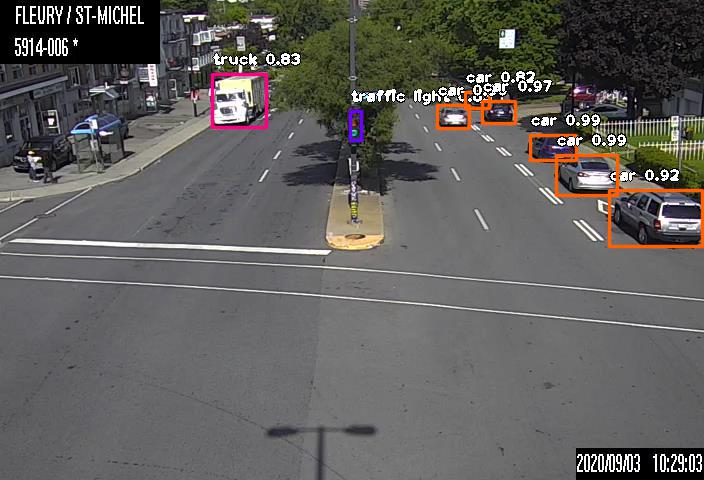 FLEURY / ST-MICHEL
5914-006 *
truck 0.83
car 0.82
car 0.97
traffic light
car
car 0.99
car 0.99
car 0.92
2020/09/03 10:29:03